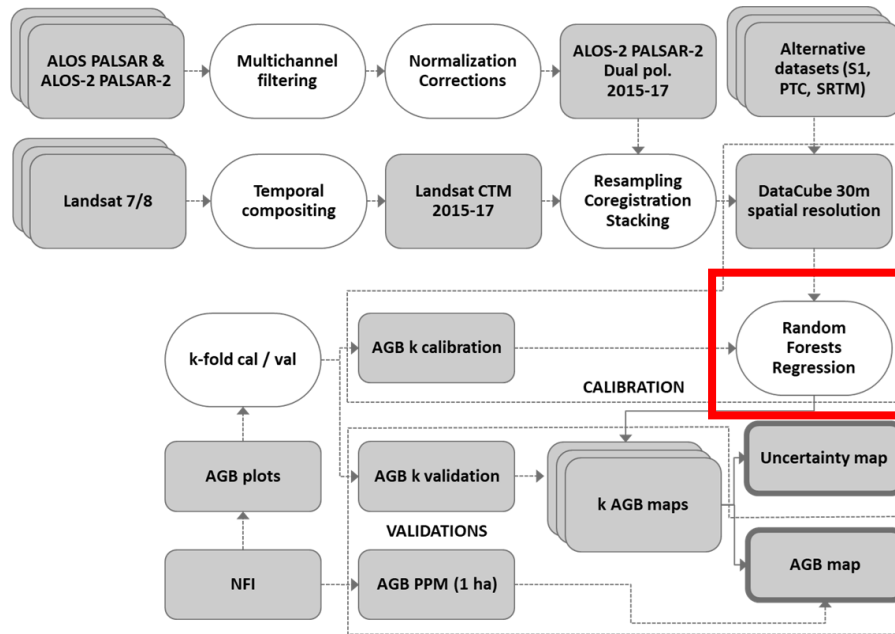 ALOS PALSAR &
ALOS-2 PALSAR-2
Multichannel
filtering
Normalization
Corrections
ALOS-2 PALSAR-2
Dual pol.
2015-17
Alternative
datasets (S1,
PTC, SRTM)
Landsat 7/8
Temporal
compositing
Landsat CTM
2015-17
Resampling
Coregistration
Stacking
DataCube 30m
spatial resolution
k-fold cal / val
AGB k calibration
Random
Forests
Regression
CALIBRATION
AGB plots
AGB k validation
k AGB maps
Uncertainty map
VALIDATIONS
NFI
AGB PPM (1 ha)
AGB map